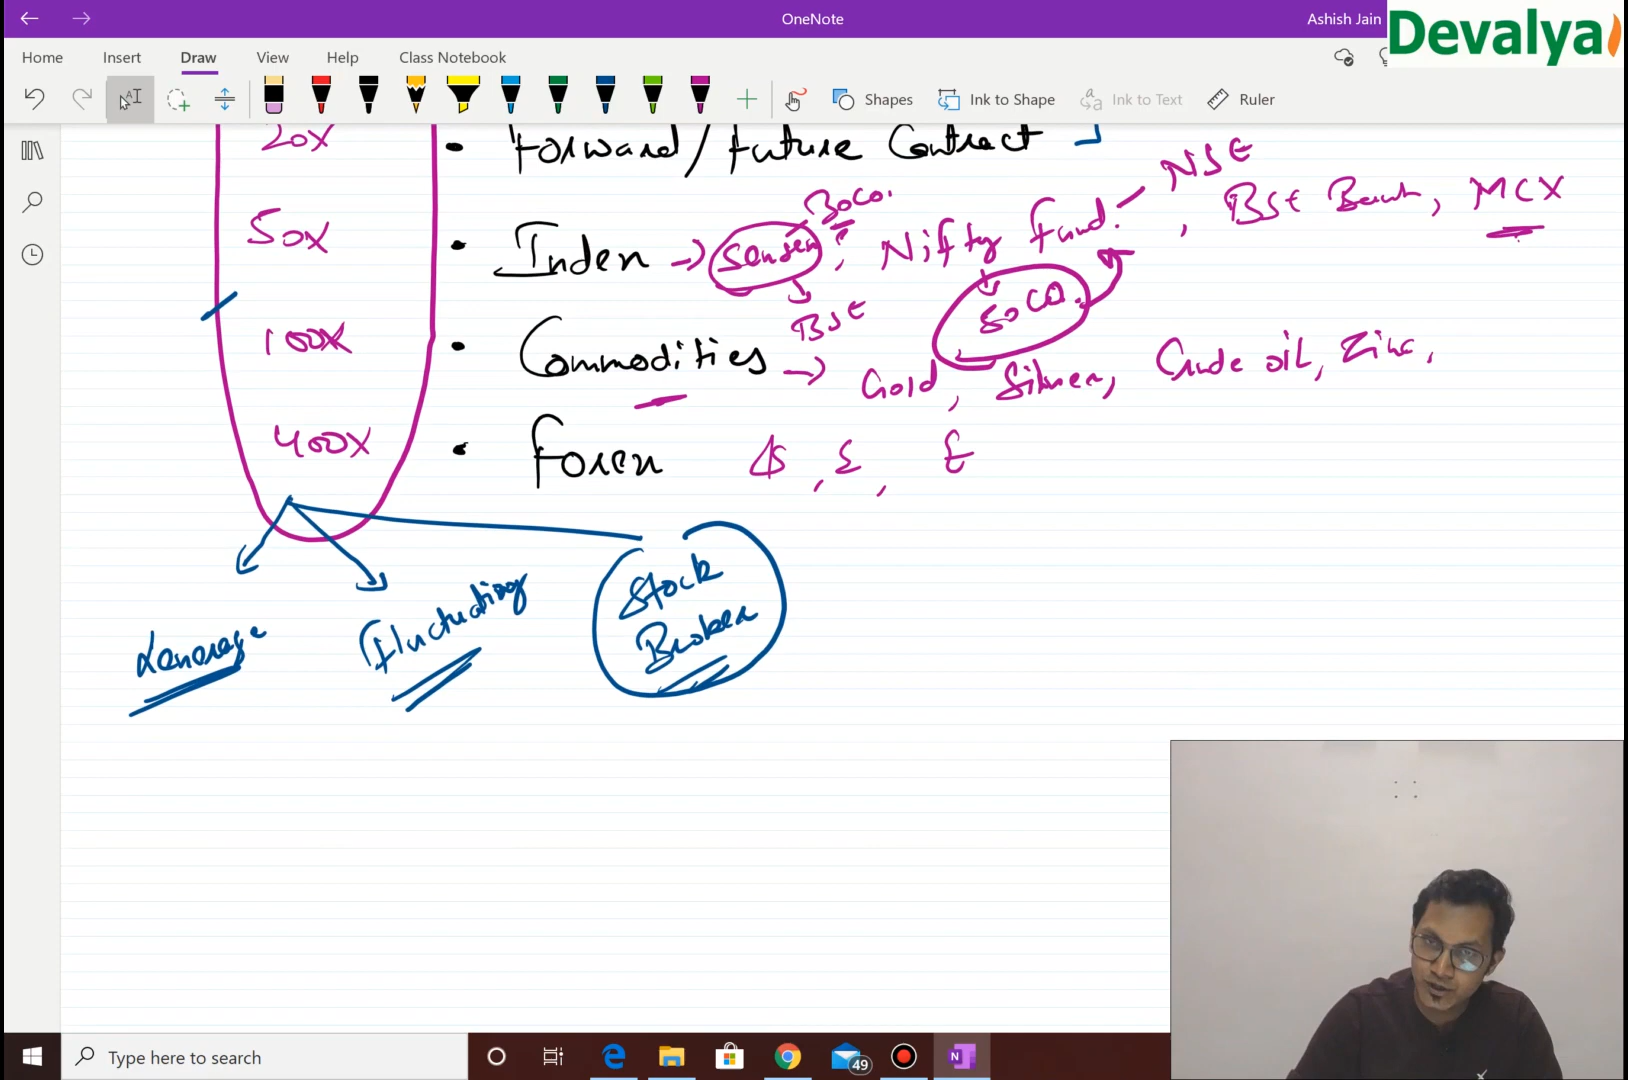 OneNote
Ashish Jain
Devalya
Home Insert Draw View Help Class Notebook
Shapes Ink to Shape Ink to Text Ruler
20X • Forward/Future Contract
NSE
50X • Index → Sensex, Nifty Fund. , BSE , MCX
30 CO.
BSE
50 CO.
100X • Commodities → Gold, Silver, Crude oil, Zinc,
400X • Forex $, £
Leverage Fluctuating Stock
Broker
Type here to search
49